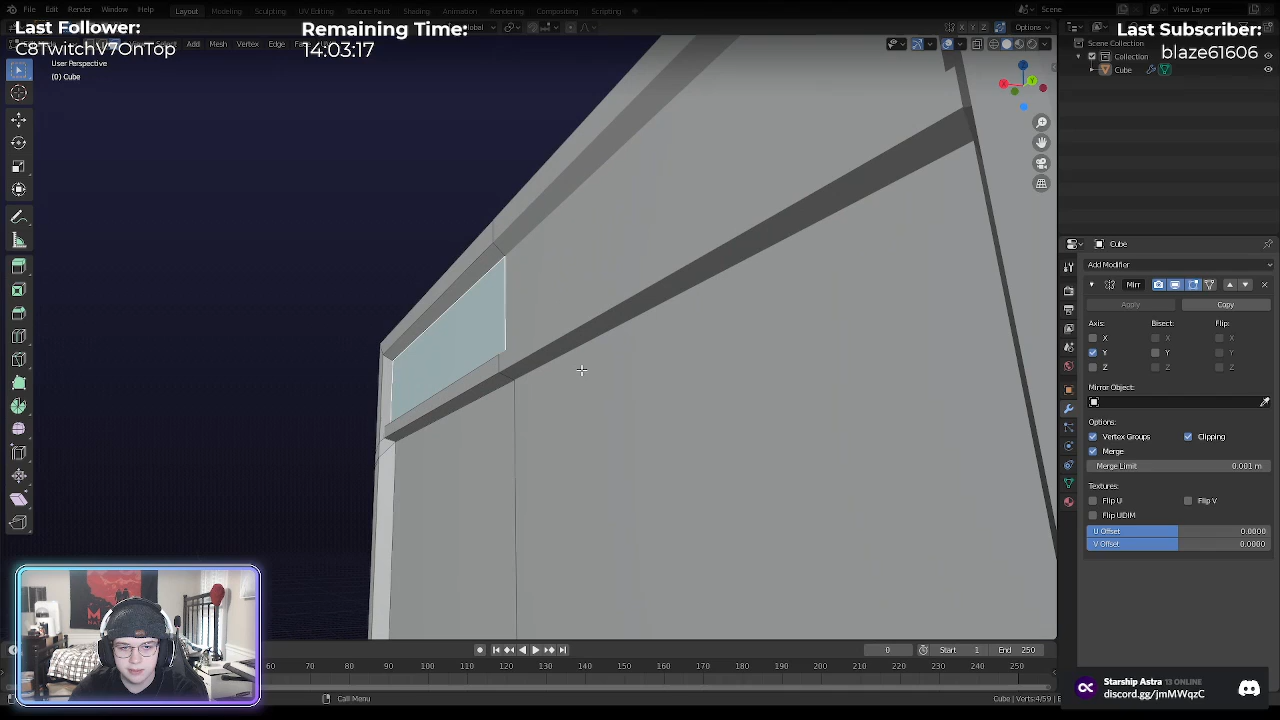 File Edit Render Window Help
Layout Modeling Sculpting UV Editing Texture Paint Shading Animation Rendering Compositing Scripting
Scene
View Layer
Last Follower:
C8TwitchV7OnTop
Remaining Time:
14:03:17
Last Subscriber:
blaze61606
Add Mesh Vertex Edge
Options
User Perspective
(0) Cube
Scene Collection
Collection
Cube
Cube
Add Modifier
Mirr
Apply Copy
Axis: Bisect: Flip:
X X X
Y Y Y
Z Z Z
Mirror Object:
Options:
Vertex Groups Clipping
Merge
Merge Limit 0.001 m
Textures:
Flip U Flip V
Flip UDIM
U Offset 0.0000
V Offset 0.0000
0 Start 1 End 250
60 70 80 90 100 110 120 130 140 150 160 170 180 190 200 210 220 230 240 250
Call Menu
(0) Cube | Verts:4/59 | E
Starship Astra 13 ONLINE
discord.gg/jmMWqzC